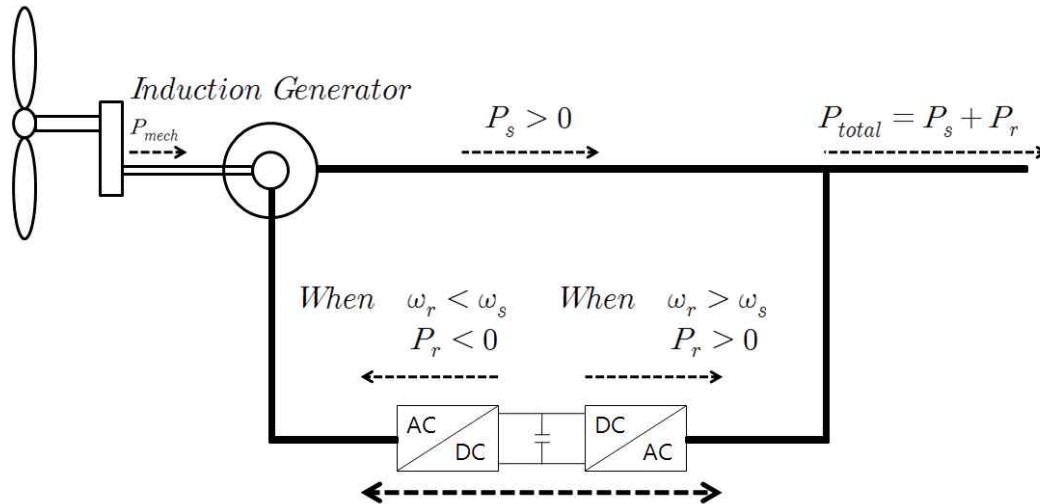 Induction Generator
P_mech
P_s > 0
P_total = P_s + P_r
When ω_r < ω_s
P_r < 0
When ω_r > ω_s
P_r > 0
AC
DC
DC
AC